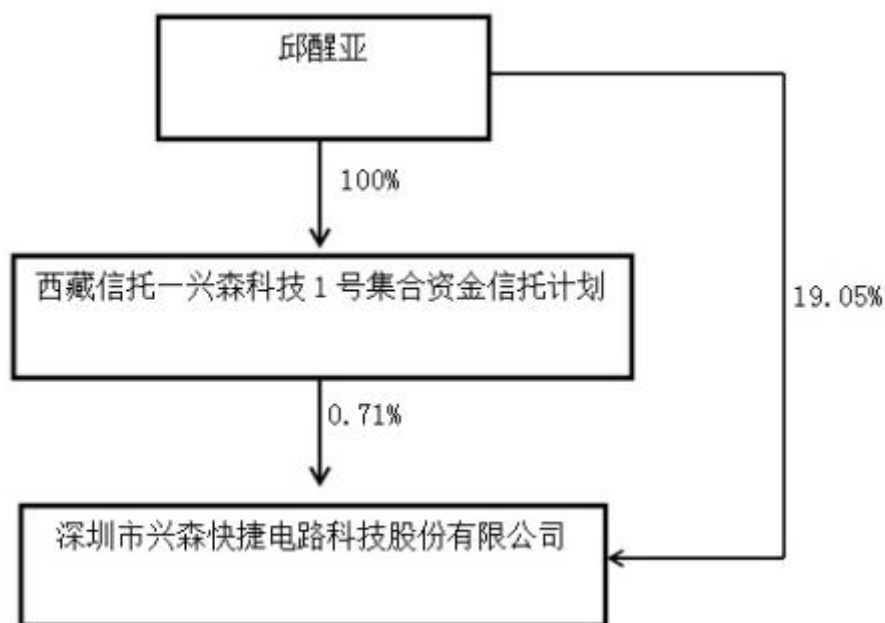 邱醒亚
100%
西藏信托一兴森科技1号集合资金信托计划
19.05%
0.71%
深圳市兴森快捷电路科技股份有限公司